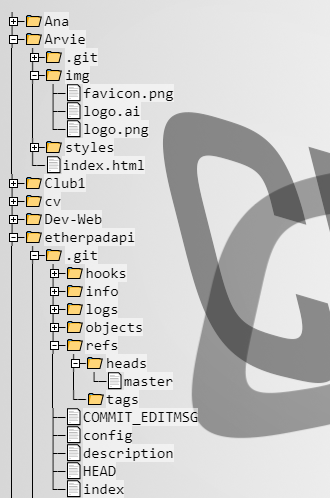 Ana
Arvie
.git
img
favicon.png
logo.ai
logo.png
styles
index.html
Club1
cv
Dev-Web
etherpadapi
.git
hooks
info
logs
objects
refs
heads
master
tags
COMMIT_EDITMSG
config
description
HEAD
index